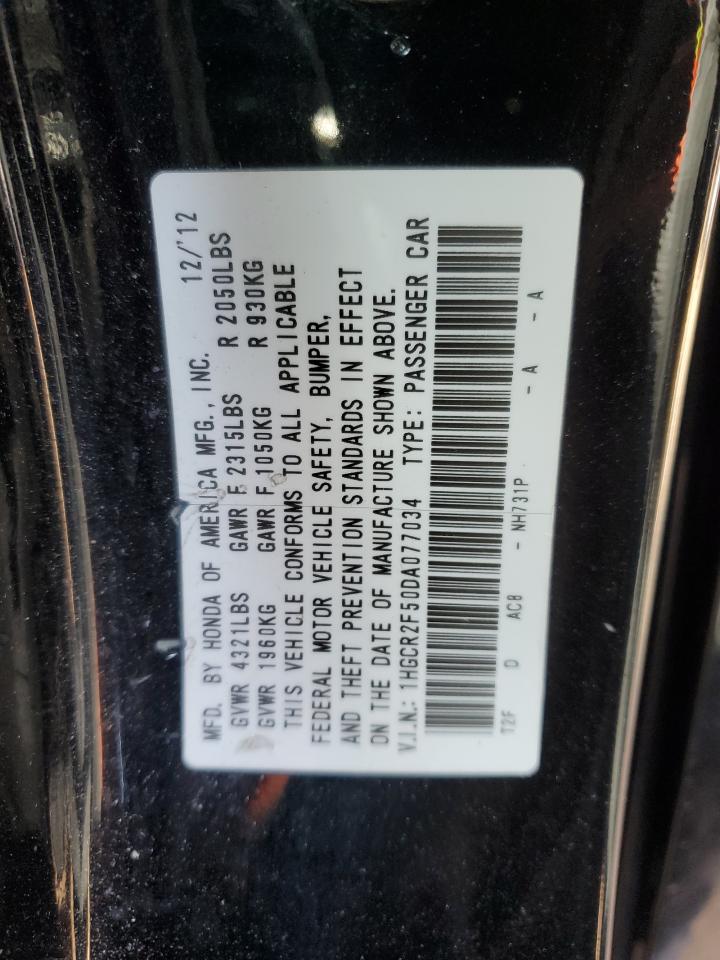 MFD. BY HONDA OF AMERICA MFG., INC. 12/'12
GVWR 4321LBS GAWR F 2315LBS R 2050LBS
GVWR 1960KG GAWR F 1050KG R 930KG
THIS VEHICLE CONFORMS TO ALL APPLICABLE
FEDERAL MOTOR VEHICLE SAFETY, BUMPER,
AND THEFT PREVENTION STANDARDS IN EFFECT
ON THE DATE OF MANUFACTURE SHOWN ABOVE.
V.I.N.: 1HGCR2F50DA077034 TYPE: PASSENGER CAR
T2F D AC8 - NH731P - A - A